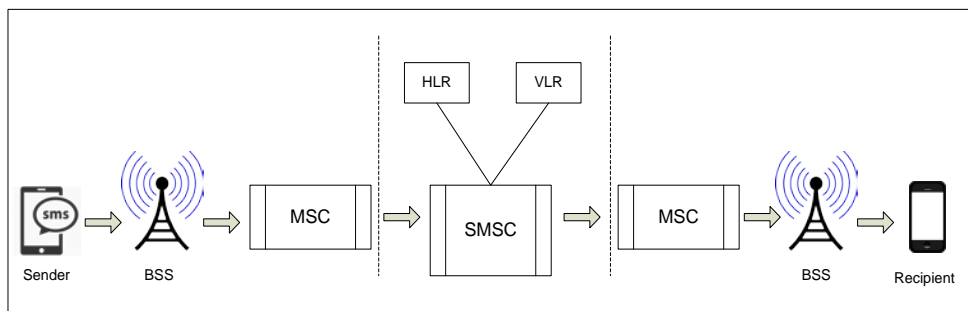 HLR
VLR
sms
MSC
SMSC
MSC
Sender
BSS
BSS
Recipient